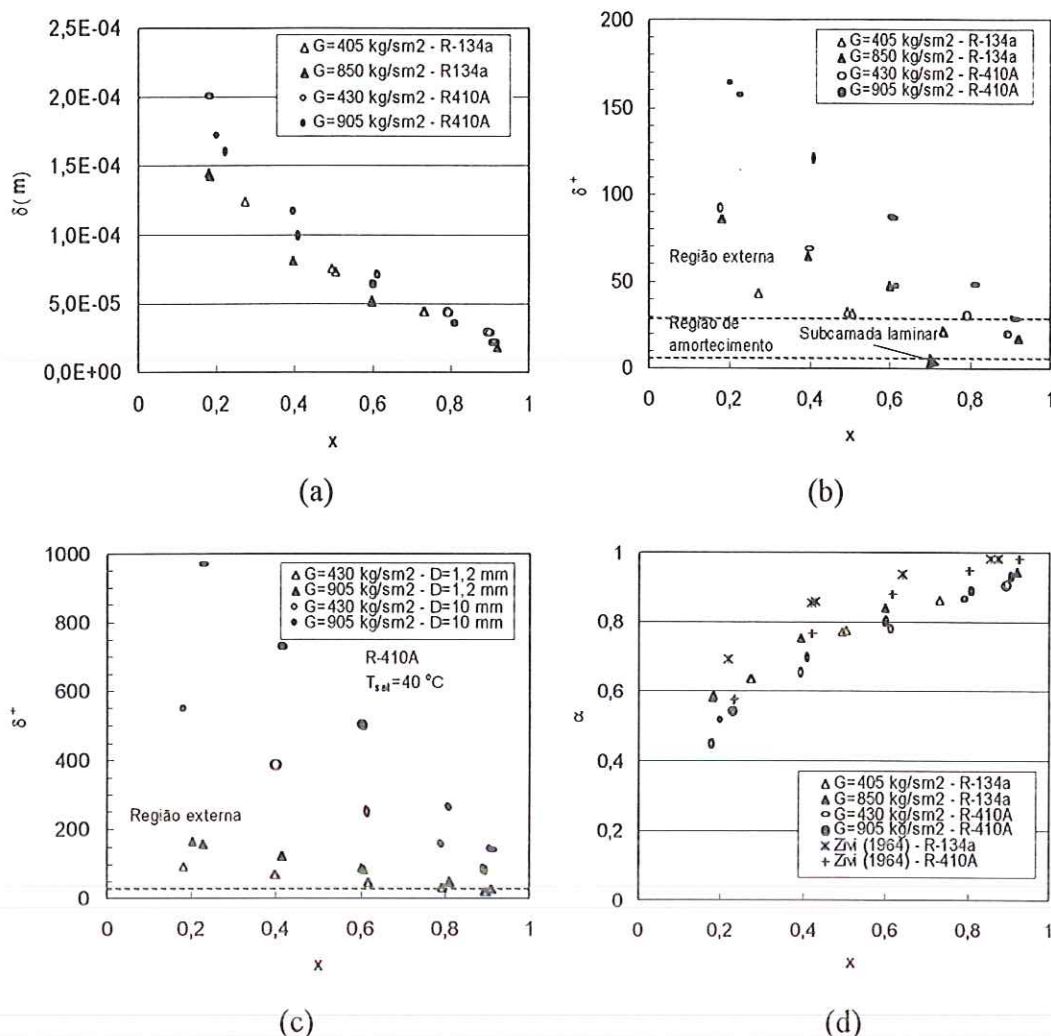 2,5E-04
2,0E-04
1,5E-04
1,0E-04
5,0E-05
0,0E+00
δ(m)
G=405 kg/sm2 - R-134a
G=850 kg/sm2 - R134a
G=430 kg/sm2 - R410A
G=905 kg/sm2 - R410A
0 0,2 0,4 0,6 0,8 1
x
(a)
200
150
100
50
0
δ+
G=405 kg/sm2 - R-134a
G=850 kg/sm2 - R-134a
G=430 kg/sm2 - R-410A
G=905 kg/sm2 - R-410A
Região externa
Região de
amortecimento
Subcamada laminar
0 0,2 0,4 0,6 0,8 1
x
(b)
1000
800
600
400
200
0
δ+
G=430 kg/sm2 - D=1,2 mm
G=905 kg/sm2 - D=1,2 mm
G=430 kg/sm2 - D=10 mm
G=905 kg/sm2 - D=10 mm
R-410A
Tsat=40 °C
Região externa
0 0,2 0,4 0,6 0,8 1
x
(c)
1
0,8
0,6
0,4
0,2
0
α
G=405 kg/sm2 - R-134a
G=850 kg/sm2 - R-134a
G=430 kg/sm2 - R-410A
G=905 kg/sm2 - R-410A
Zivi (1964) - R-134a
Zivi (1964) - R-410A
0 0,2 0,4 0,6 0,8 1
x
(d)